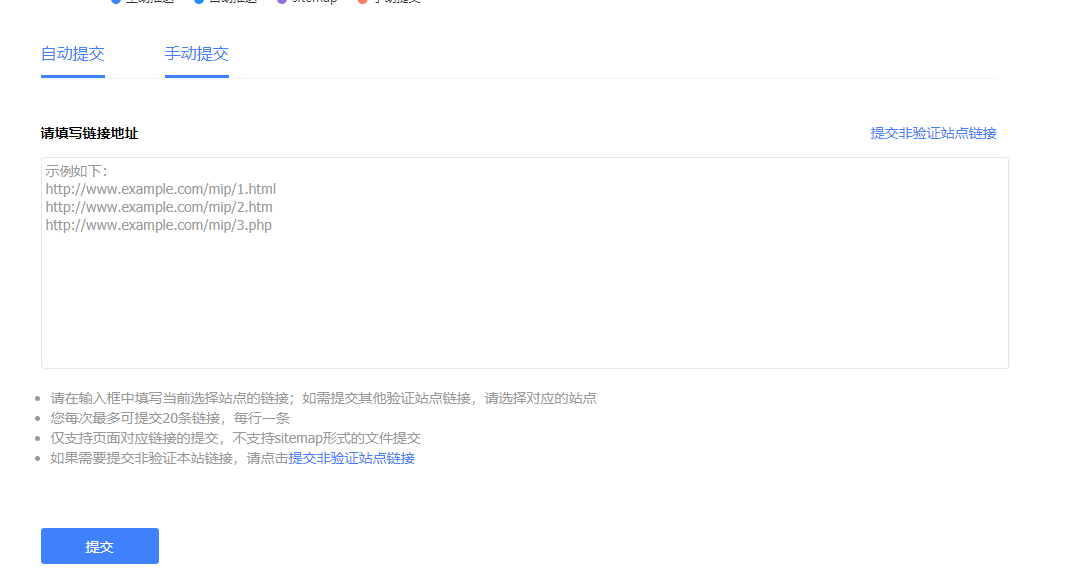 自动提交 手动提交
请填写链接地址 提交非验证站点链接
示例如下：
http://www.example.com/mip/1.html
http://www.example.com/mip/2.htm
http://www.example.com/mip/3.php
请在输入框中填写当前选择站点的链接；如需提交其他验证站点链接，请选择对应的站点
您每次最多可提交20条链接，每行一条
仅支持页面对应链接的提交，不支持sitemap形式的文件提交
如果需要提交非验证本站链接，请点击提交非验证站点链接
提交